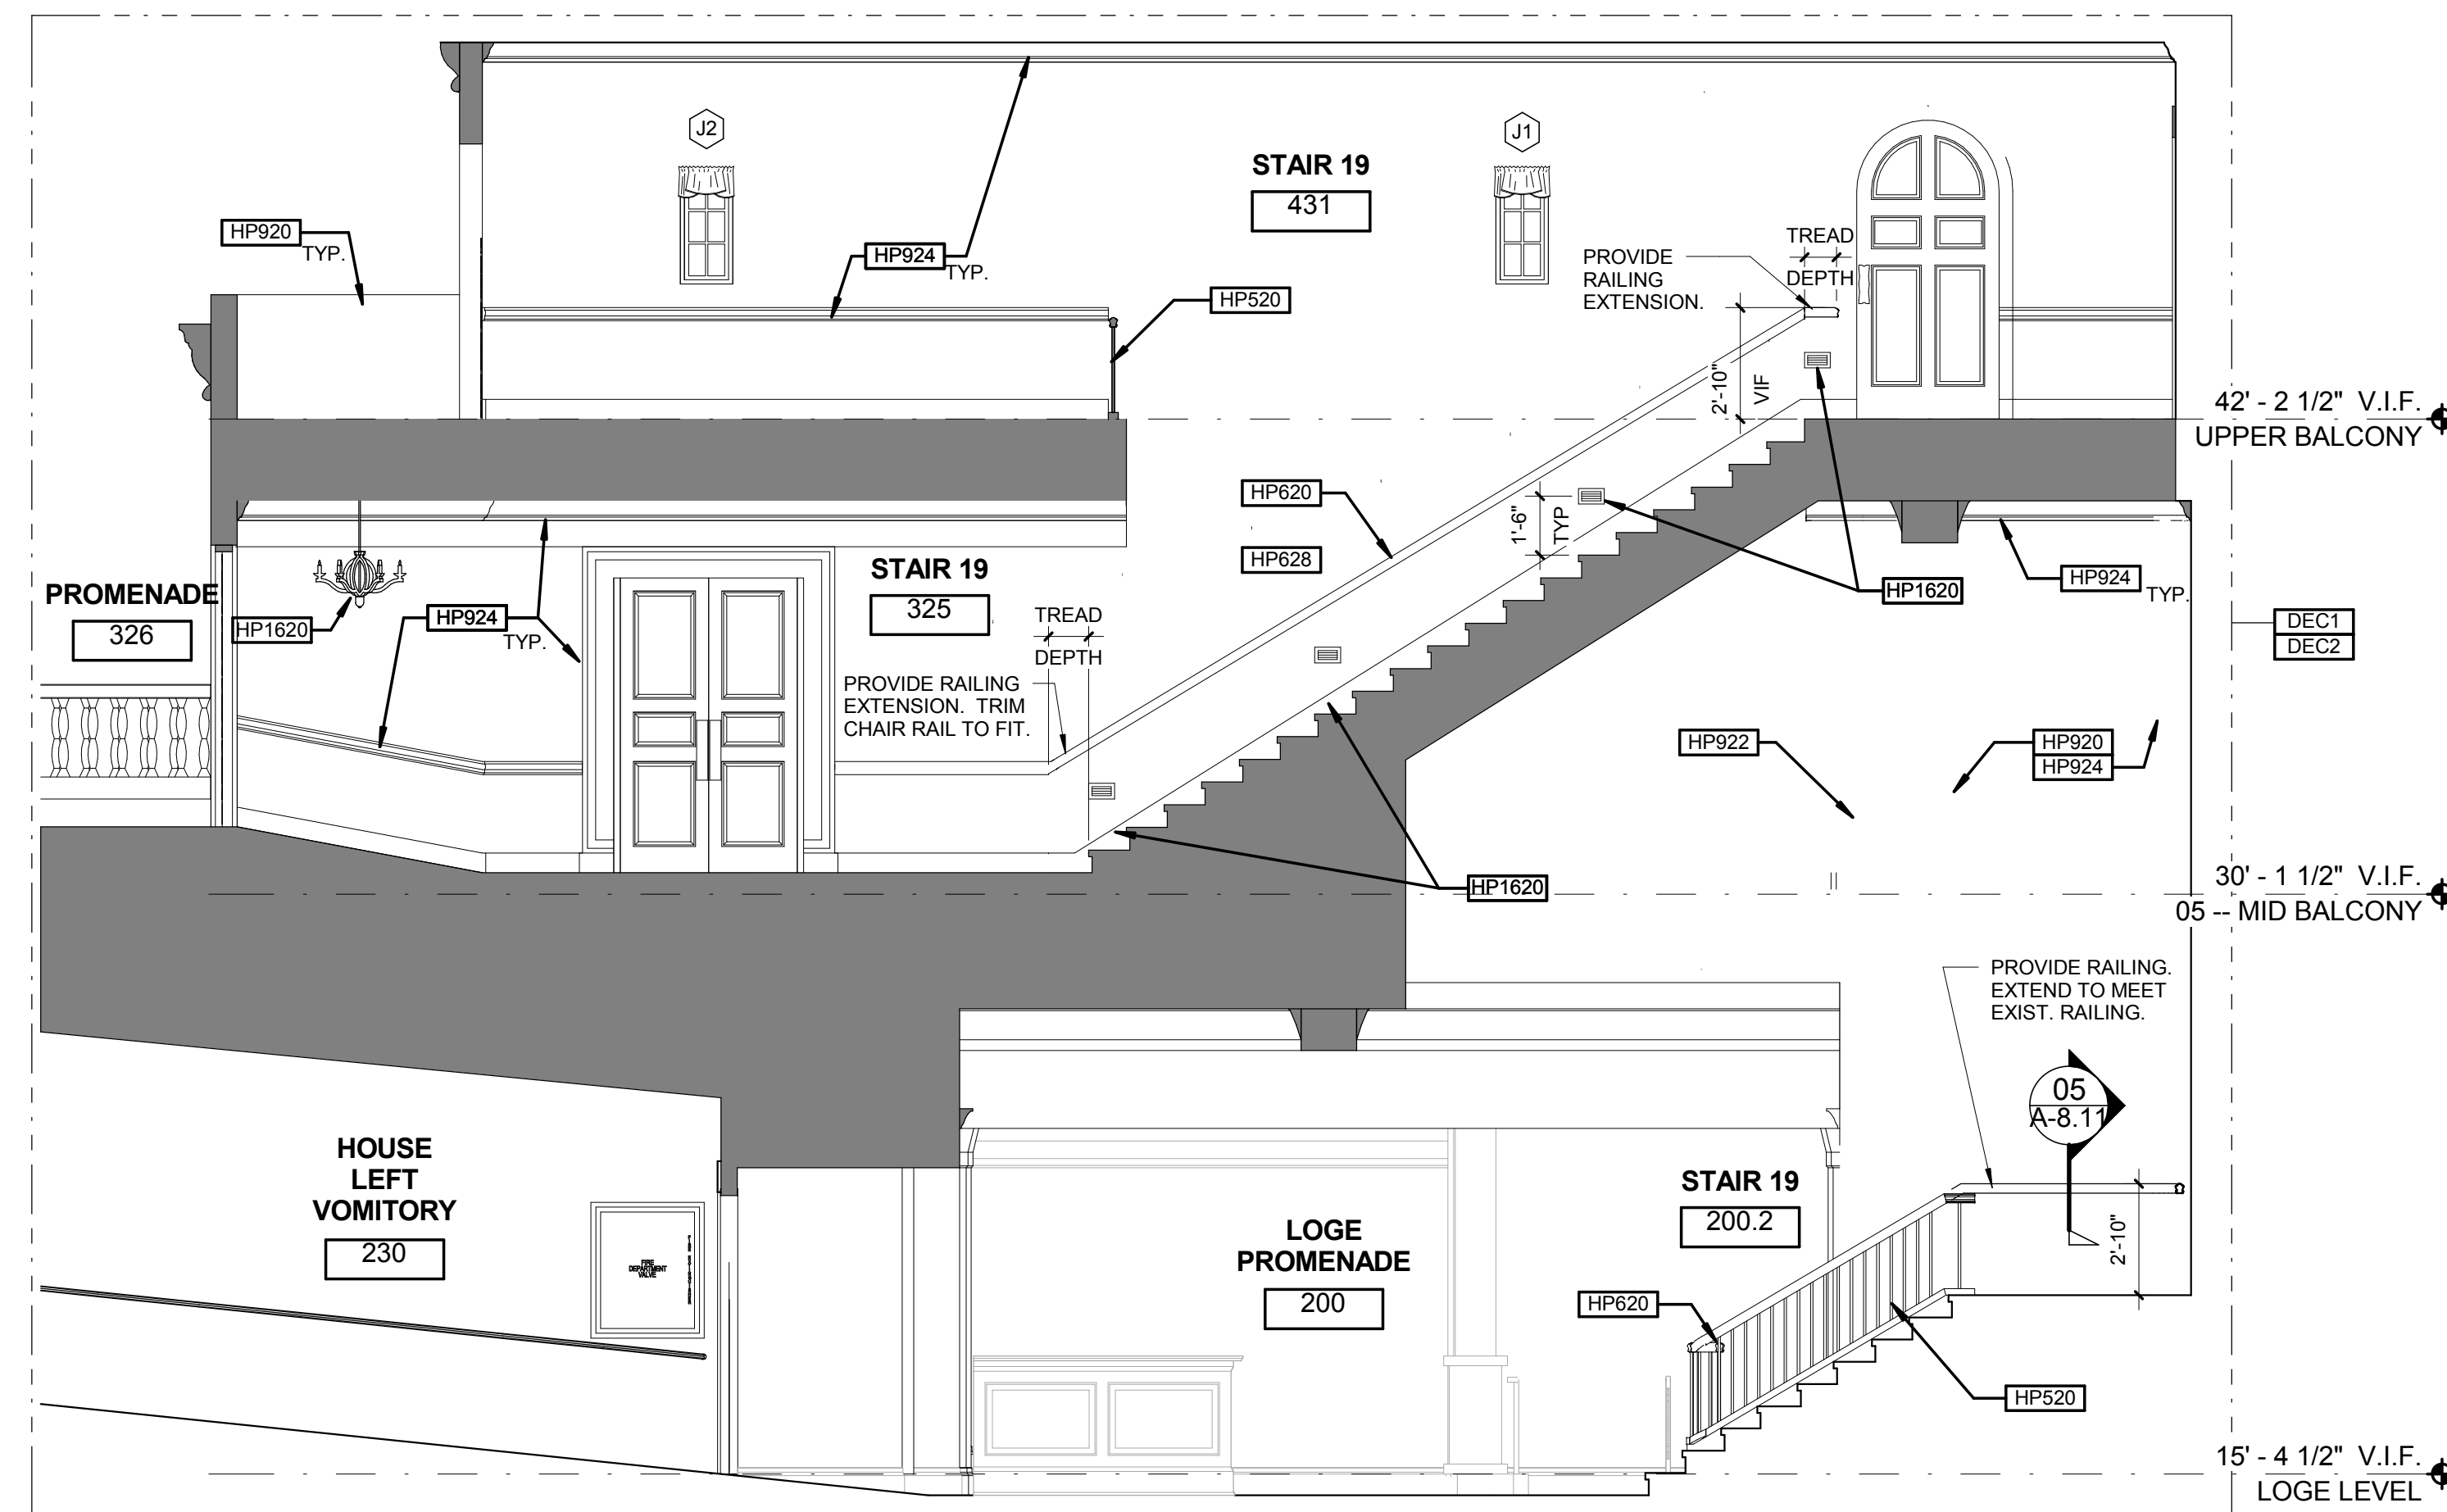 J2
J1
STAIR 19
431
HP920
TYP.
HP924
TYP.
HP520
PROVIDE
RAILING
EXTENSION.
TREAD
DEPTH
2'-10"
VIF
42' - 2 1/2" V.I.F.
UPPER BALCONY
HP620
HP628
1'-6"
TYP
HP1620
HP924
TYP.
DEC1
DEC2
PROMENADE
326
HP1620
HP924
TYP.
STAIR 19
325
TREAD
DEPTH
PROVIDE RAILING
EXTENSION. TRIM
CHAIR RAIL TO FIT.
HP922
HP920
HP924
HP1620
30' - 1 1/2" V.I.F.
05 -- MID BALCONY
PROVIDE RAILING.
EXTEND TO MEET
EXIST. RAILING.
05
A-8.11
HOUSE
LEFT
VOMITORY
230
FIRE
DEPARTMENT
VALVE
LOGE
PROMENADE
200
STAIR 19
200.2
2'-10"
HP620
HP520
15' - 4 1/2" V.I.F.
LOGE LEVEL